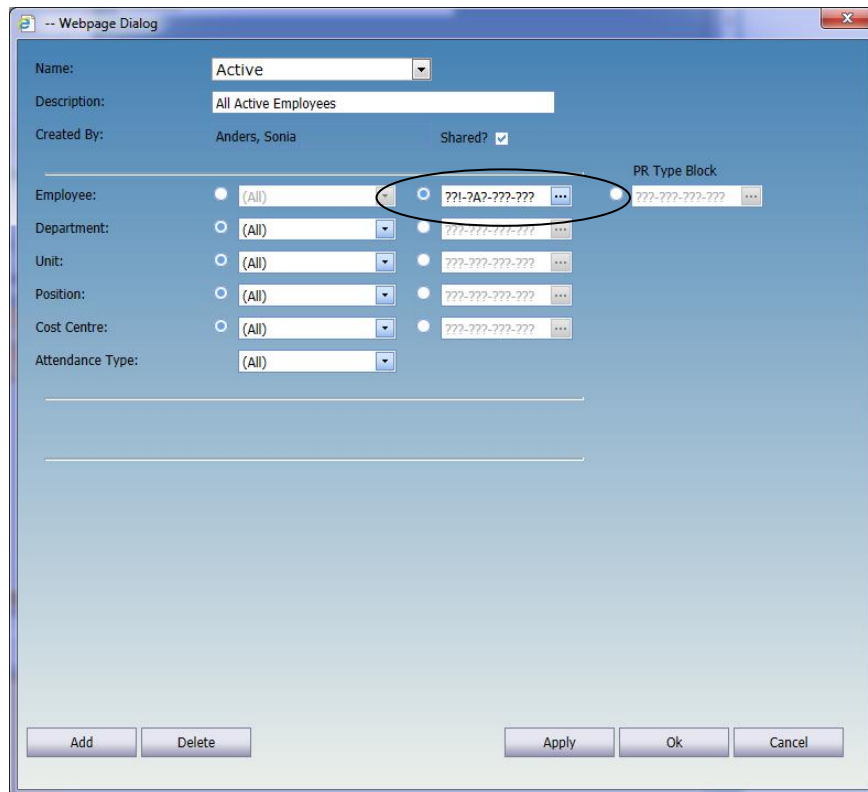 -- Webpage Dialog
Name: Active
Description: All Active Employees
Created By: Anders, Sonia Shared?
PR Type Block
Employee: (All) ??!-?A?-???-??? ... ???-???-???-??? ...
Department: (All) ???-???-???-??? ...
Unit: (All) ???-???-???-??? ...
Position: (All) ???-???-???-??? ...
Cost Centre: (All) ???-???-???-??? ...
Attendance Type: (All)
Add Delete Apply Ok Cancel